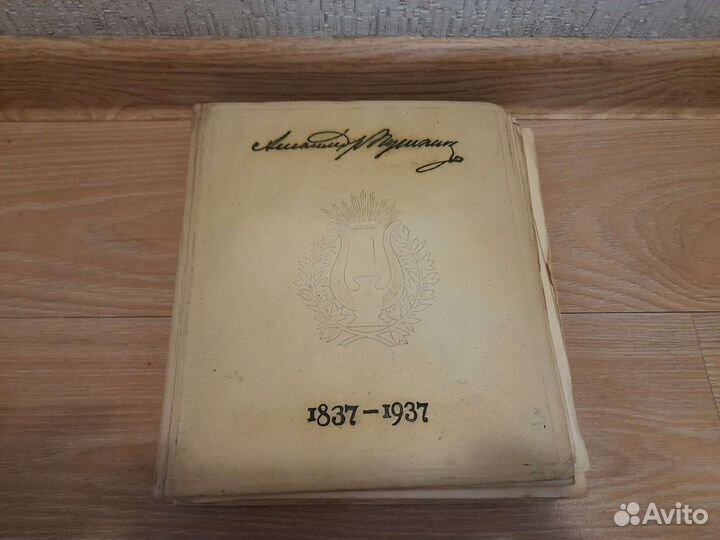 Александр Пушкин
1837-1937
Avito